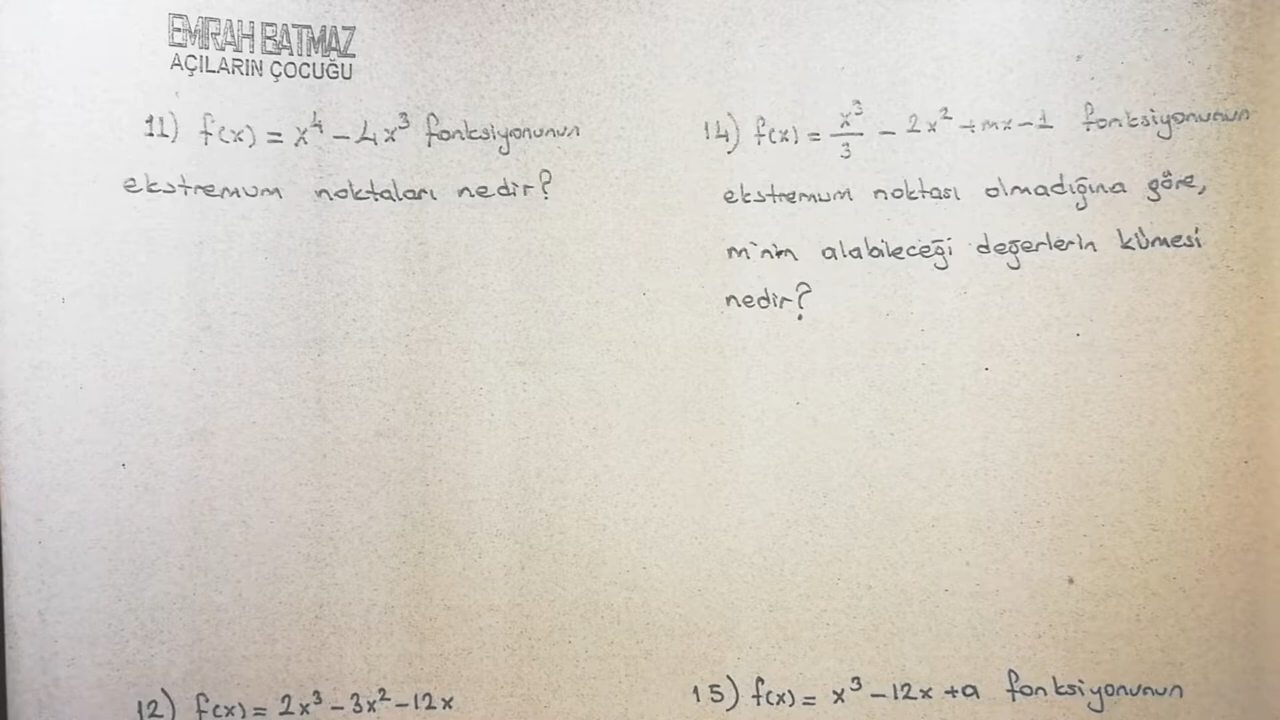 EMRAH BATMAZ
AÇILARIN ÇOCUĞU
11) f(x) = x⁴ - 4x³ fonksiyonunun
ekstremum noktaları nedir?
12) f(x) = 2x³ - 3x² - 12x
14) f(x) = x³/3 - 2x² + mx - 1 fonksiyonunun
ekstremum noktası olmadığına göre,
m'nin alabileceği değerlerin kümesi
nedir?
15) f(x) = x³ - 12x + a fonksiyonunun